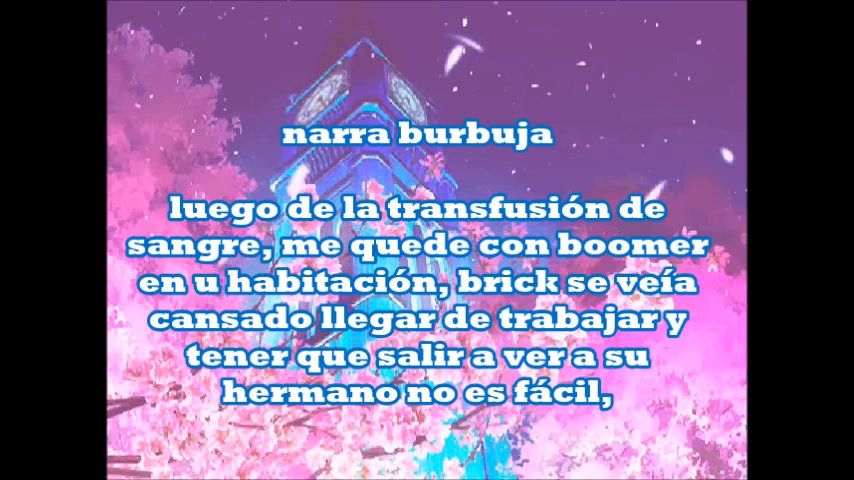 narra burbuja
luego de la transfusión de
sangre, me quede con boomer
en u habitación, brick se veía
cansado llegar de trabajar y
tener que salir a ver a su
hermano no es fácil,